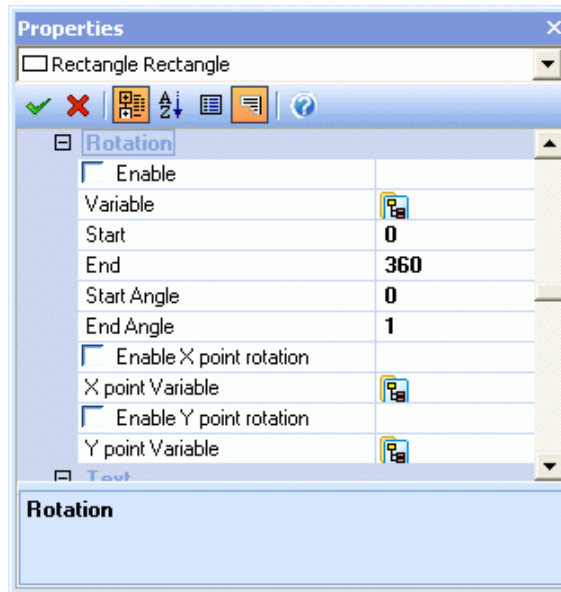 Properties
Rectangle Rectangle
Rotation
Enable
Variable
Start 0
End 360
Start Angle 0
End Angle 1
Enable X point rotation
X point Variable
Enable Y point rotation
Y point Variable
Text
Rotation